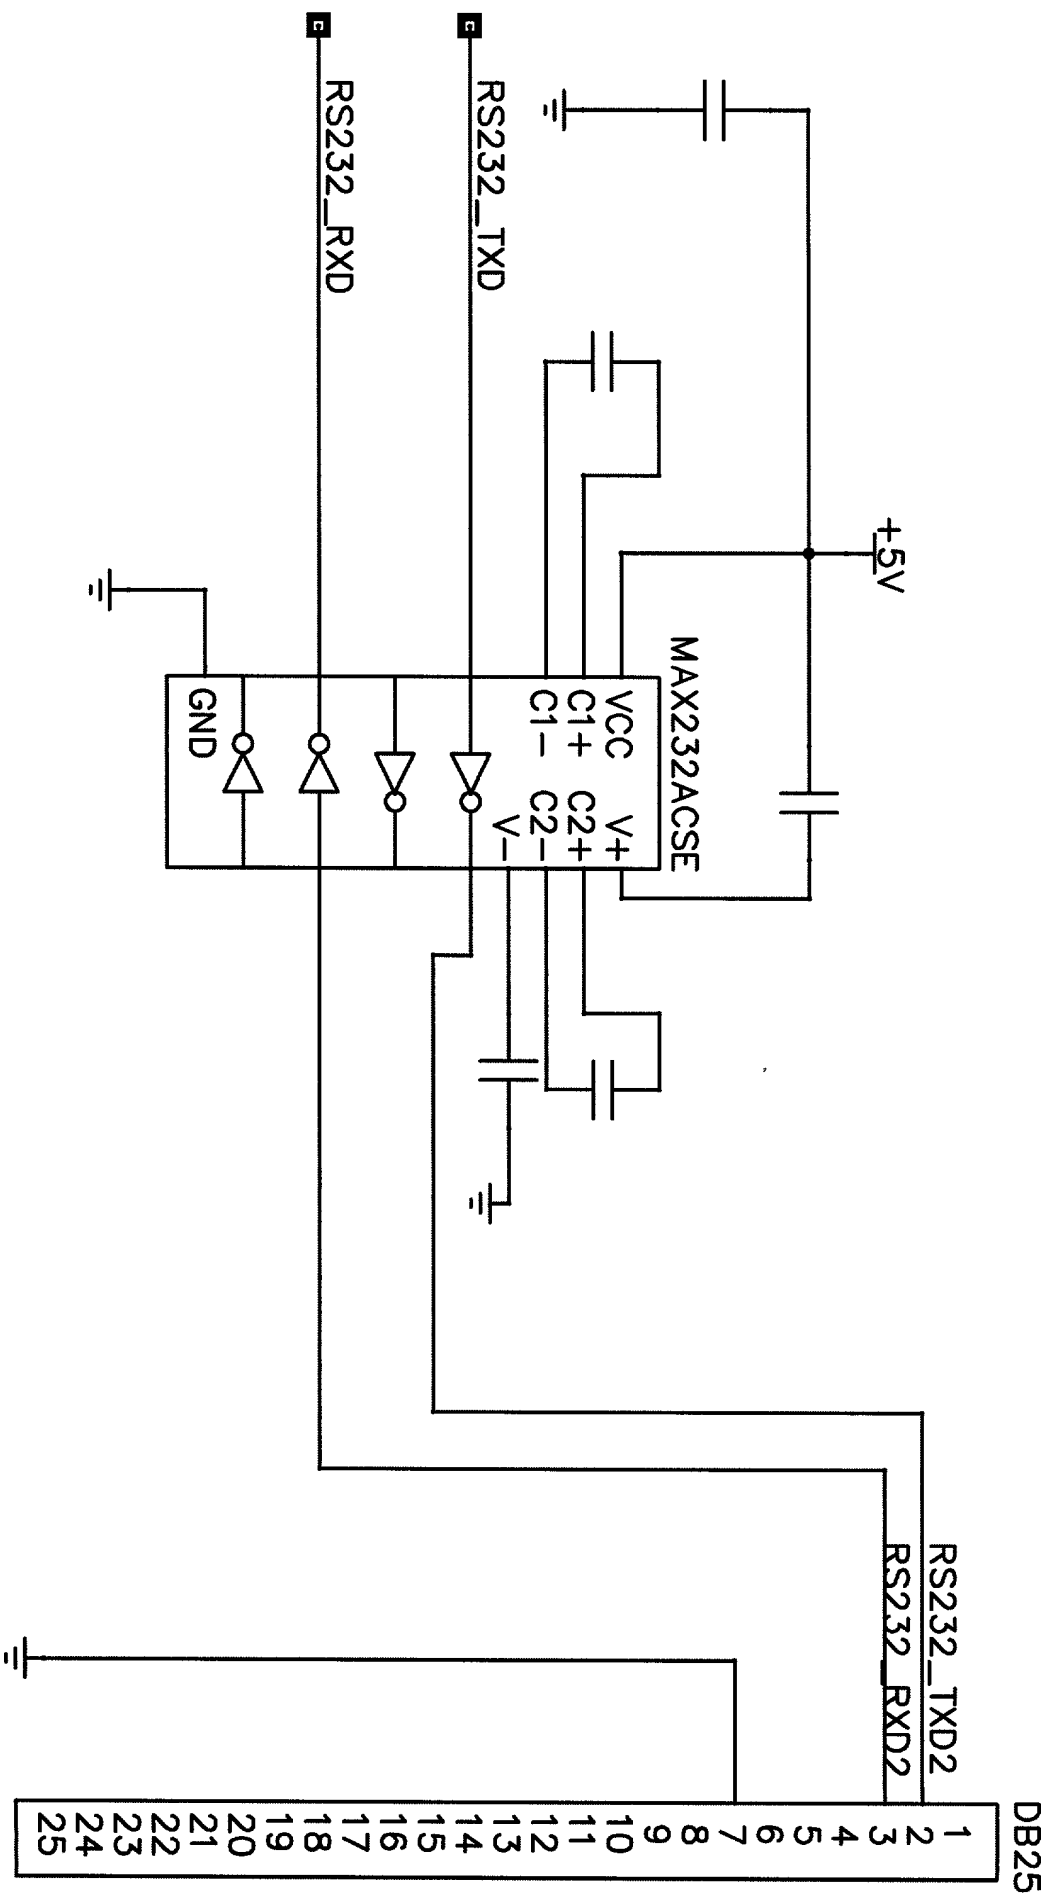 +5V
MAX232ACSE
VCC V+
C1+ C2+
C1- C2-
V-
GND
RS232_TXD
RS232_RXD
c
c
RS232_TXD2
RS232_RXD2
DB25
1
2
3
4
5
6
7
8
9
10
11
12
13
14
15
16
17
18
19
20
21
22
23
24
25